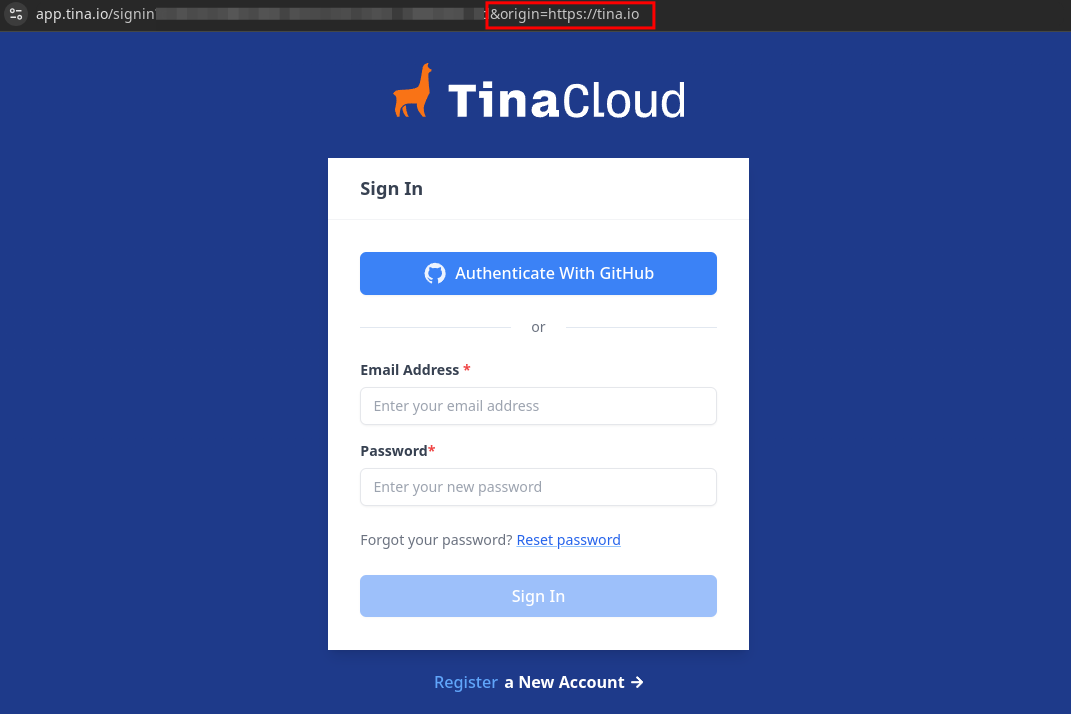 app.tina.io/signin &origin=https://tina.io
TinaCloud
Sign In
Authenticate With GitHub
or
Email Address *
Enter your email address
Password*
Enter your new password
Forgot your password? Reset password
Sign In
Register a New Account →